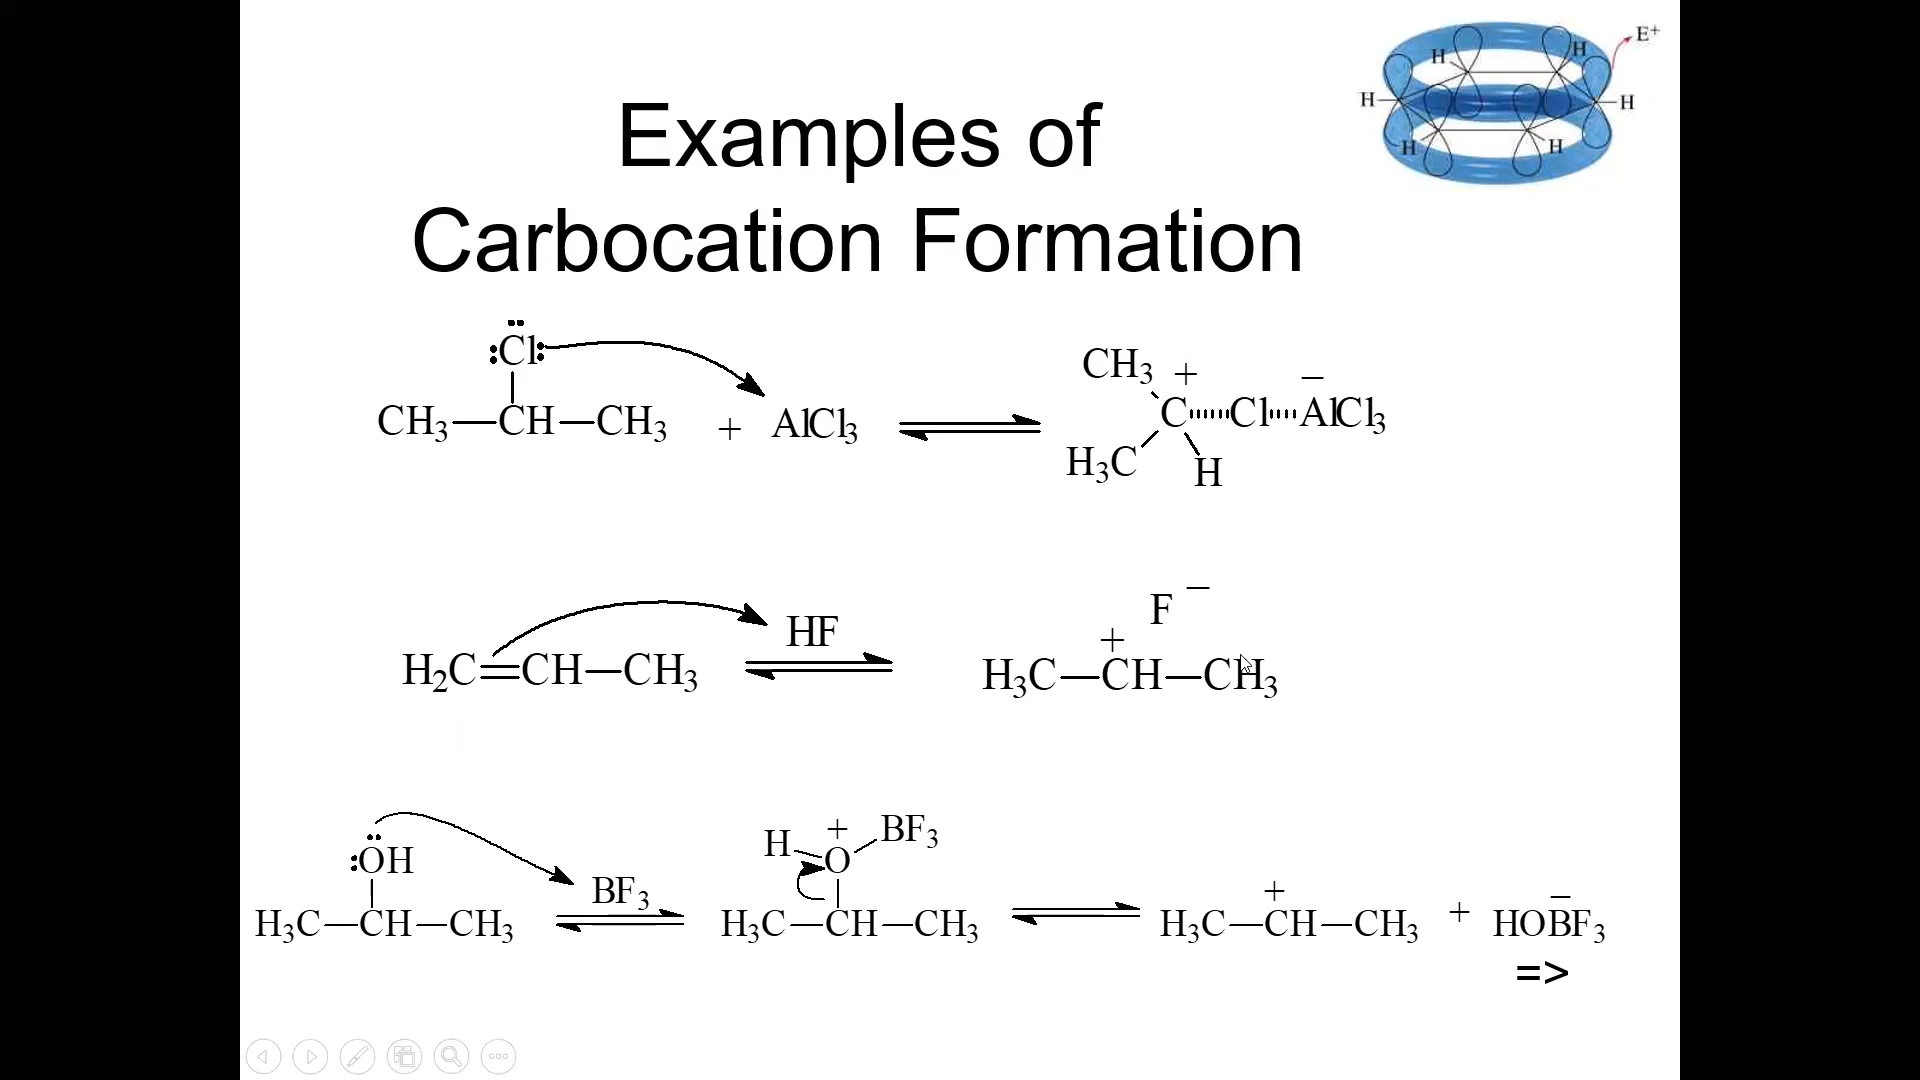 Examples of
Carbocation Formation
E+
H
H
H
H
H
H
:Cl:
CH3—CH—CH3 + AlCl3
CH3
+ −
C Cl AlCl3
H3C
H
H2C=CH—CH3
HF
F −
+
H3C—CH—CH3
:OH
H3C—CH—CH3
BF3
H + BF3
O
H3C—CH—CH3
+
H3C—CH—CH3 + HOBF3
−
=>